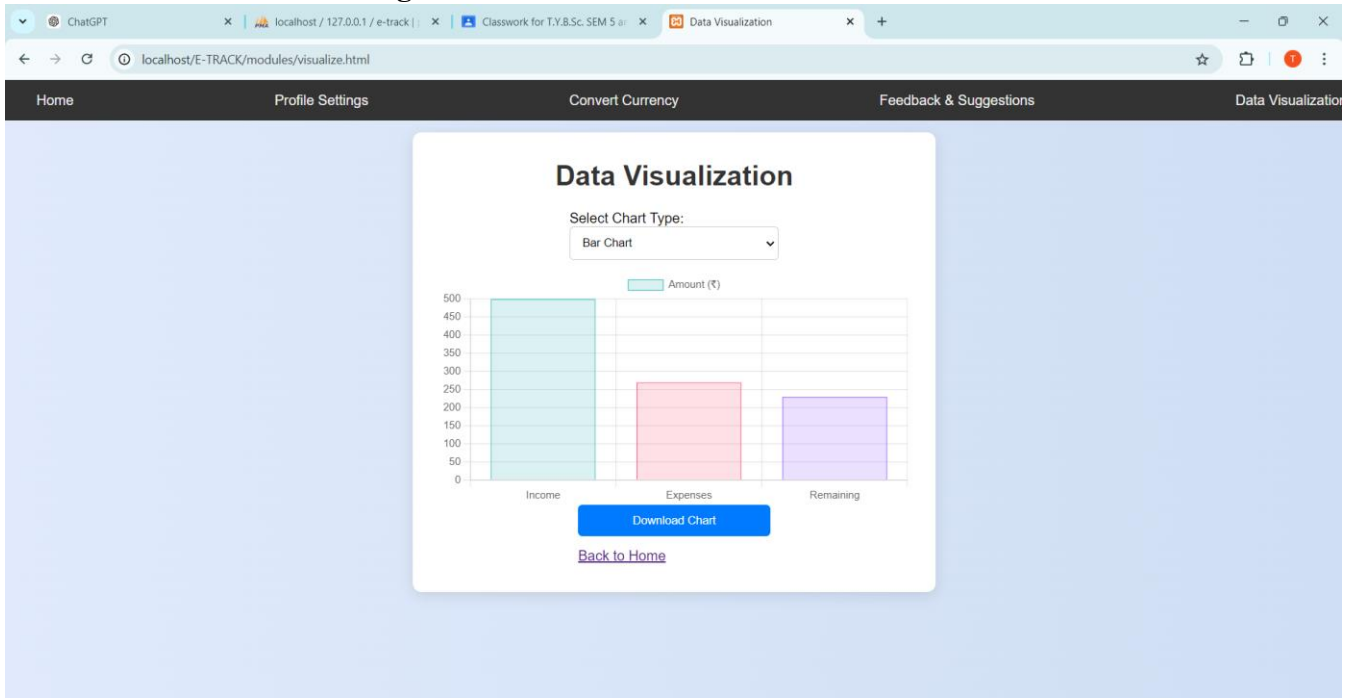 ChatGPT
localhost / 127.0.0.1 / e-track |
Classwork for T.Y.B.Sc. SEM 5 ar
Data Visualization
localhost/E-TRACK/modules/visualize.html
T
Home
Profile Settings
Convert Currency
Feedback & Suggestions
Data Visualization
Data Visualization
Select Chart Type:
Bar Chart
Amount (₹)
500
450
400
350
300
250
200
150
100
50
0
Income
Expenses
Remaining
Download Chart
Back to Home